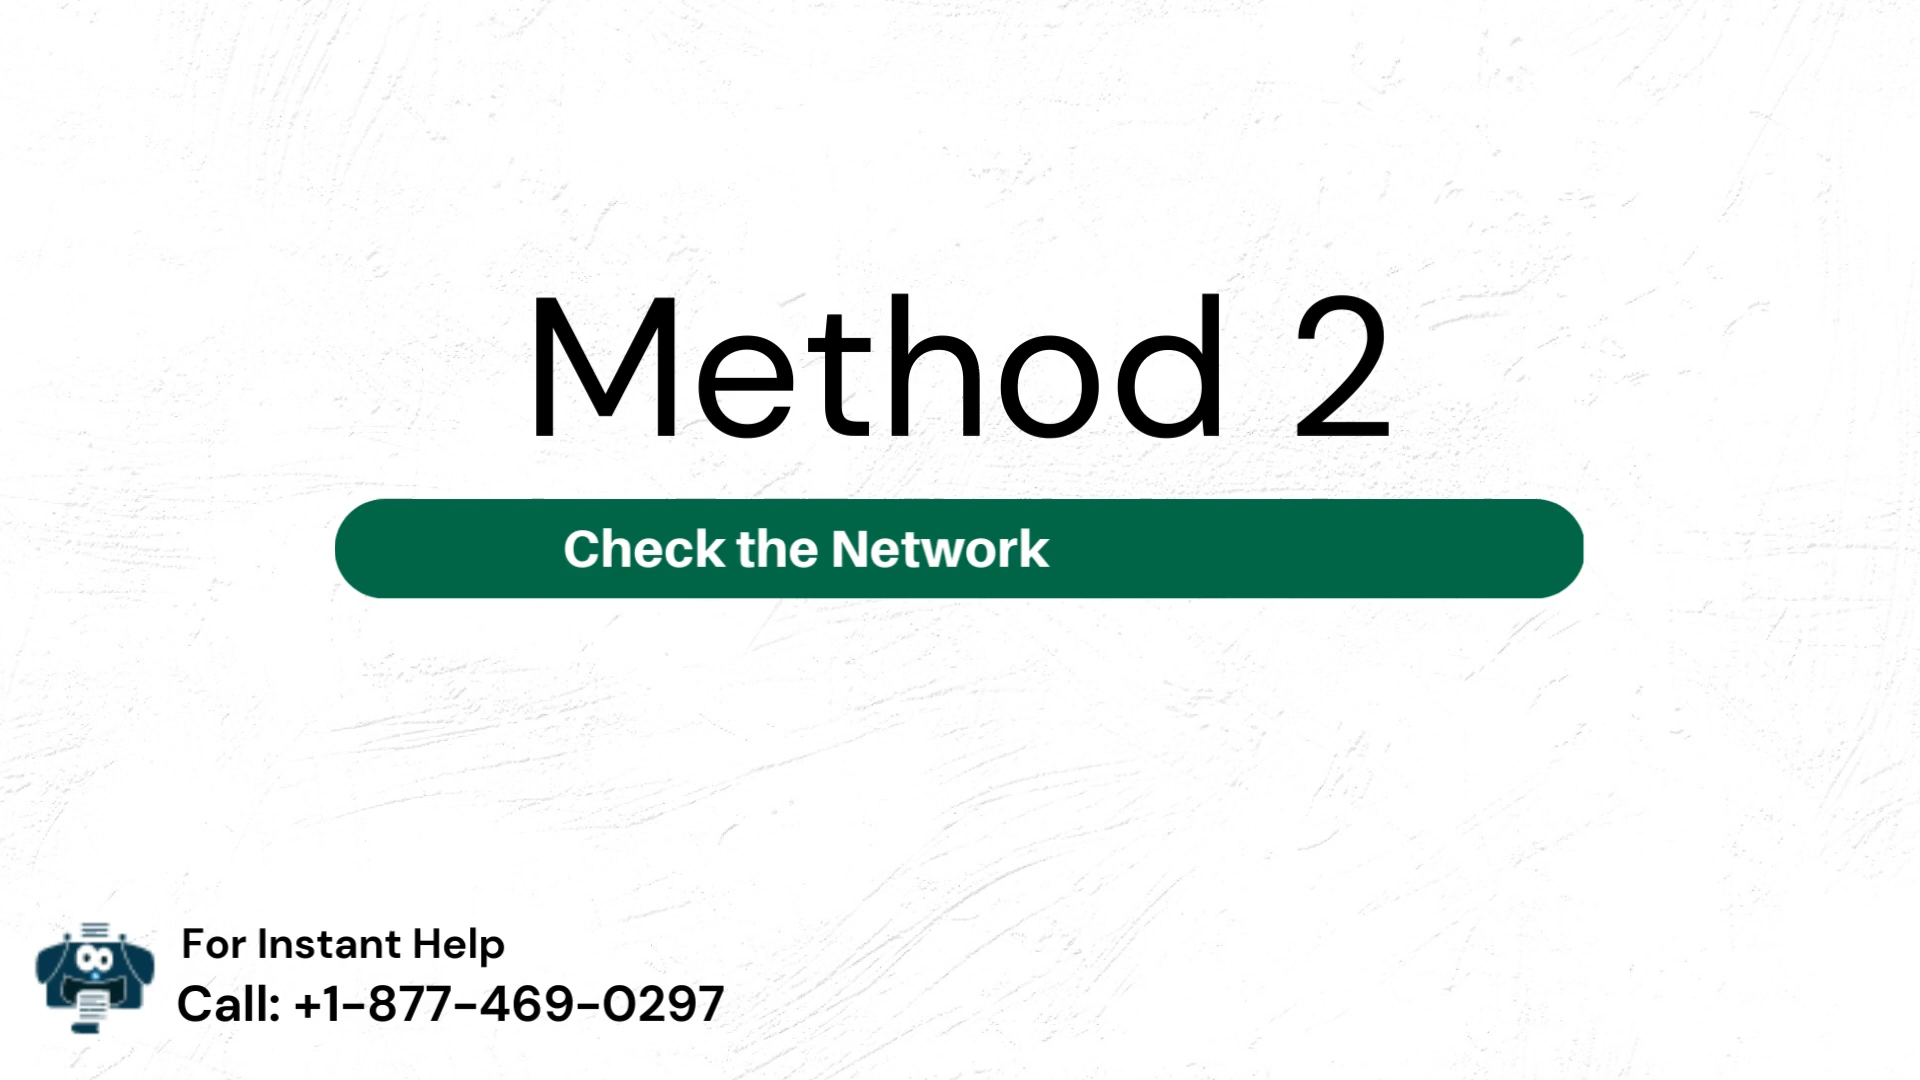 Method 2
Check the Network
For Instant Help
Call: +1-877-469-0297